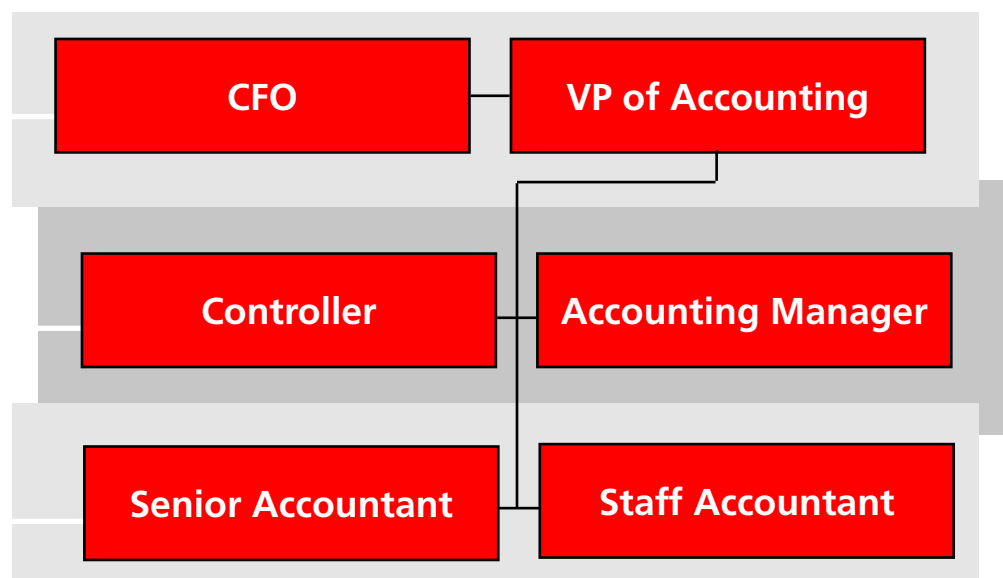 CFO
VP of Accounting
Controller
Accounting Manager
Senior Accountant
Staff Accountant